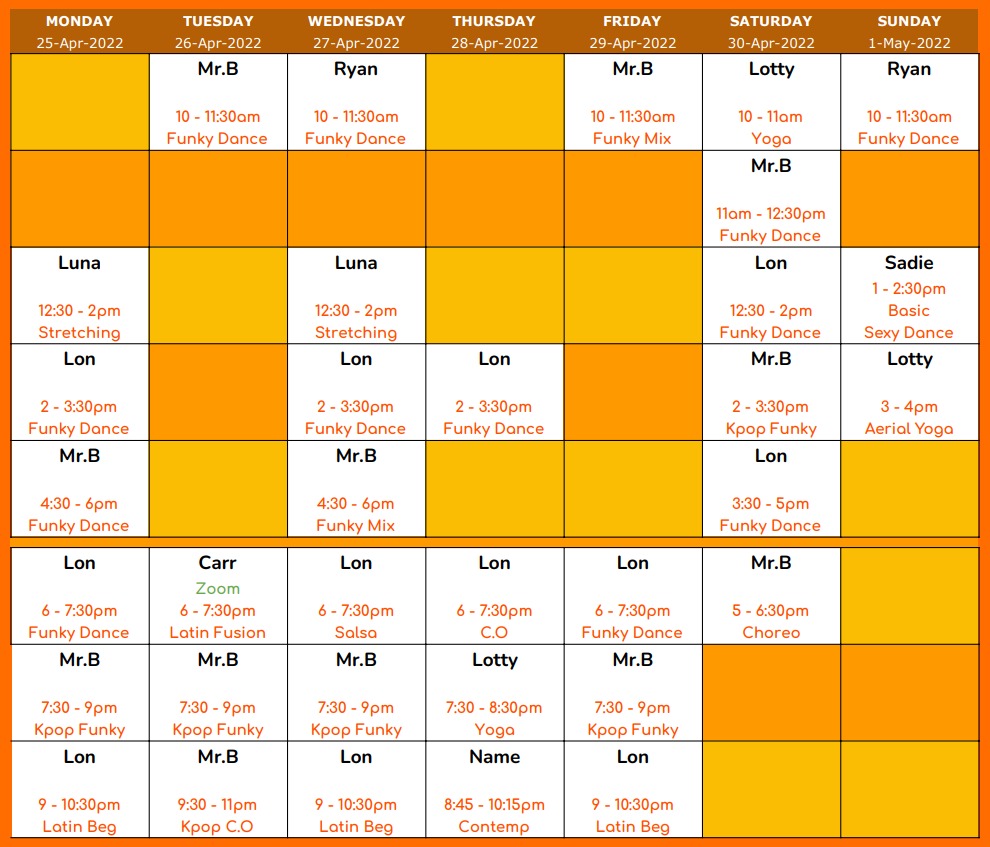 MONDAY TUESDAY WEDNESDAY THURSDAY FRIDAY SATURDAY SUNDAY
25-Apr-2022 26-Apr-2022 27-Apr-2022 28-Apr-2022 29-Apr-2022 30-Apr-2022 1-May-2022
Mr.B Ryan Mr.B Lotty Ryan
10 - 11:30am 10 - 11:30am 10 - 11:30am 10 - 11am 10 - 11:30am
Funky Dance Funky Dance Funky Mix Yoga Funky Dance
Mr.B
11am - 12:30pm
Funky Dance
Luna Luna Lon Sadie
1 - 2:30pm
12:30 - 2pm 12:30 - 2pm 12:30 - 2pm Basic
Stretching Stretching Funky Dance Sexy Dance
Lon Lon Lon Mr.B Lotty
2 - 3:30pm 2 - 3:30pm 2 - 3:30pm 2 - 3:30pm 3 - 4pm
Funky Dance Funky Dance Funky Dance Kpop Funky Aerial Yoga
Mr.B Mr.B Lon
4:30 - 6pm 4:30 - 6pm 3:30 - 5pm
Funky Dance Funky Mix Funky Dance
Lon Carr Lon Lon Lon Mr.B
Zoom
6 - 7:30pm 6 - 7:30pm 6 - 7:30pm 6 - 7:30pm 6 - 7:30pm 5 - 6:30pm
Funky Dance Latin Fusion Salsa C.O Funky Dance Choreo
Mr.B Mr.B Mr.B Lotty Mr.B
7:30 - 9pm 7:30 - 9pm 7:30 - 9pm 7:30 - 8:30pm 7:30 - 9pm
Kpop Funky Kpop Funky Kpop Funky Yoga Kpop Funky
Lon Mr.B Lon Name Lon
9 - 10:30pm 9:30 - 11pm 9 - 10:30pm 8:45 - 10:15pm 9 - 10:30pm
Latin Beg Kpop C.O Latin Beg Contemp Latin Beg